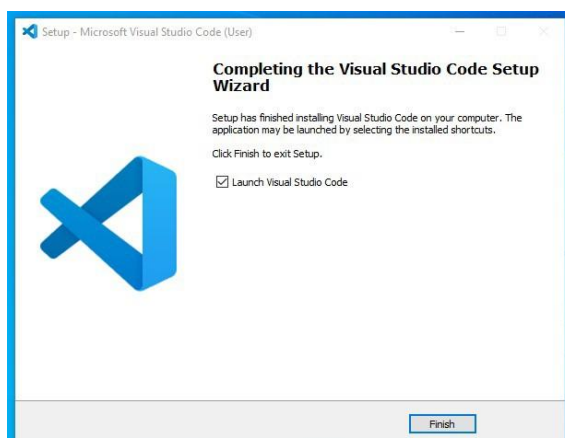 Setup - Microsoft Visual Studio Code (User)
Completing the Visual Studio Code Setup
Wizard
Setup has finished installing Visual Studio Code on your computer. The
application may be launched by selecting the installed shortcuts.
Click Finish to exit Setup.
Launch Visual Studio Code
Finish